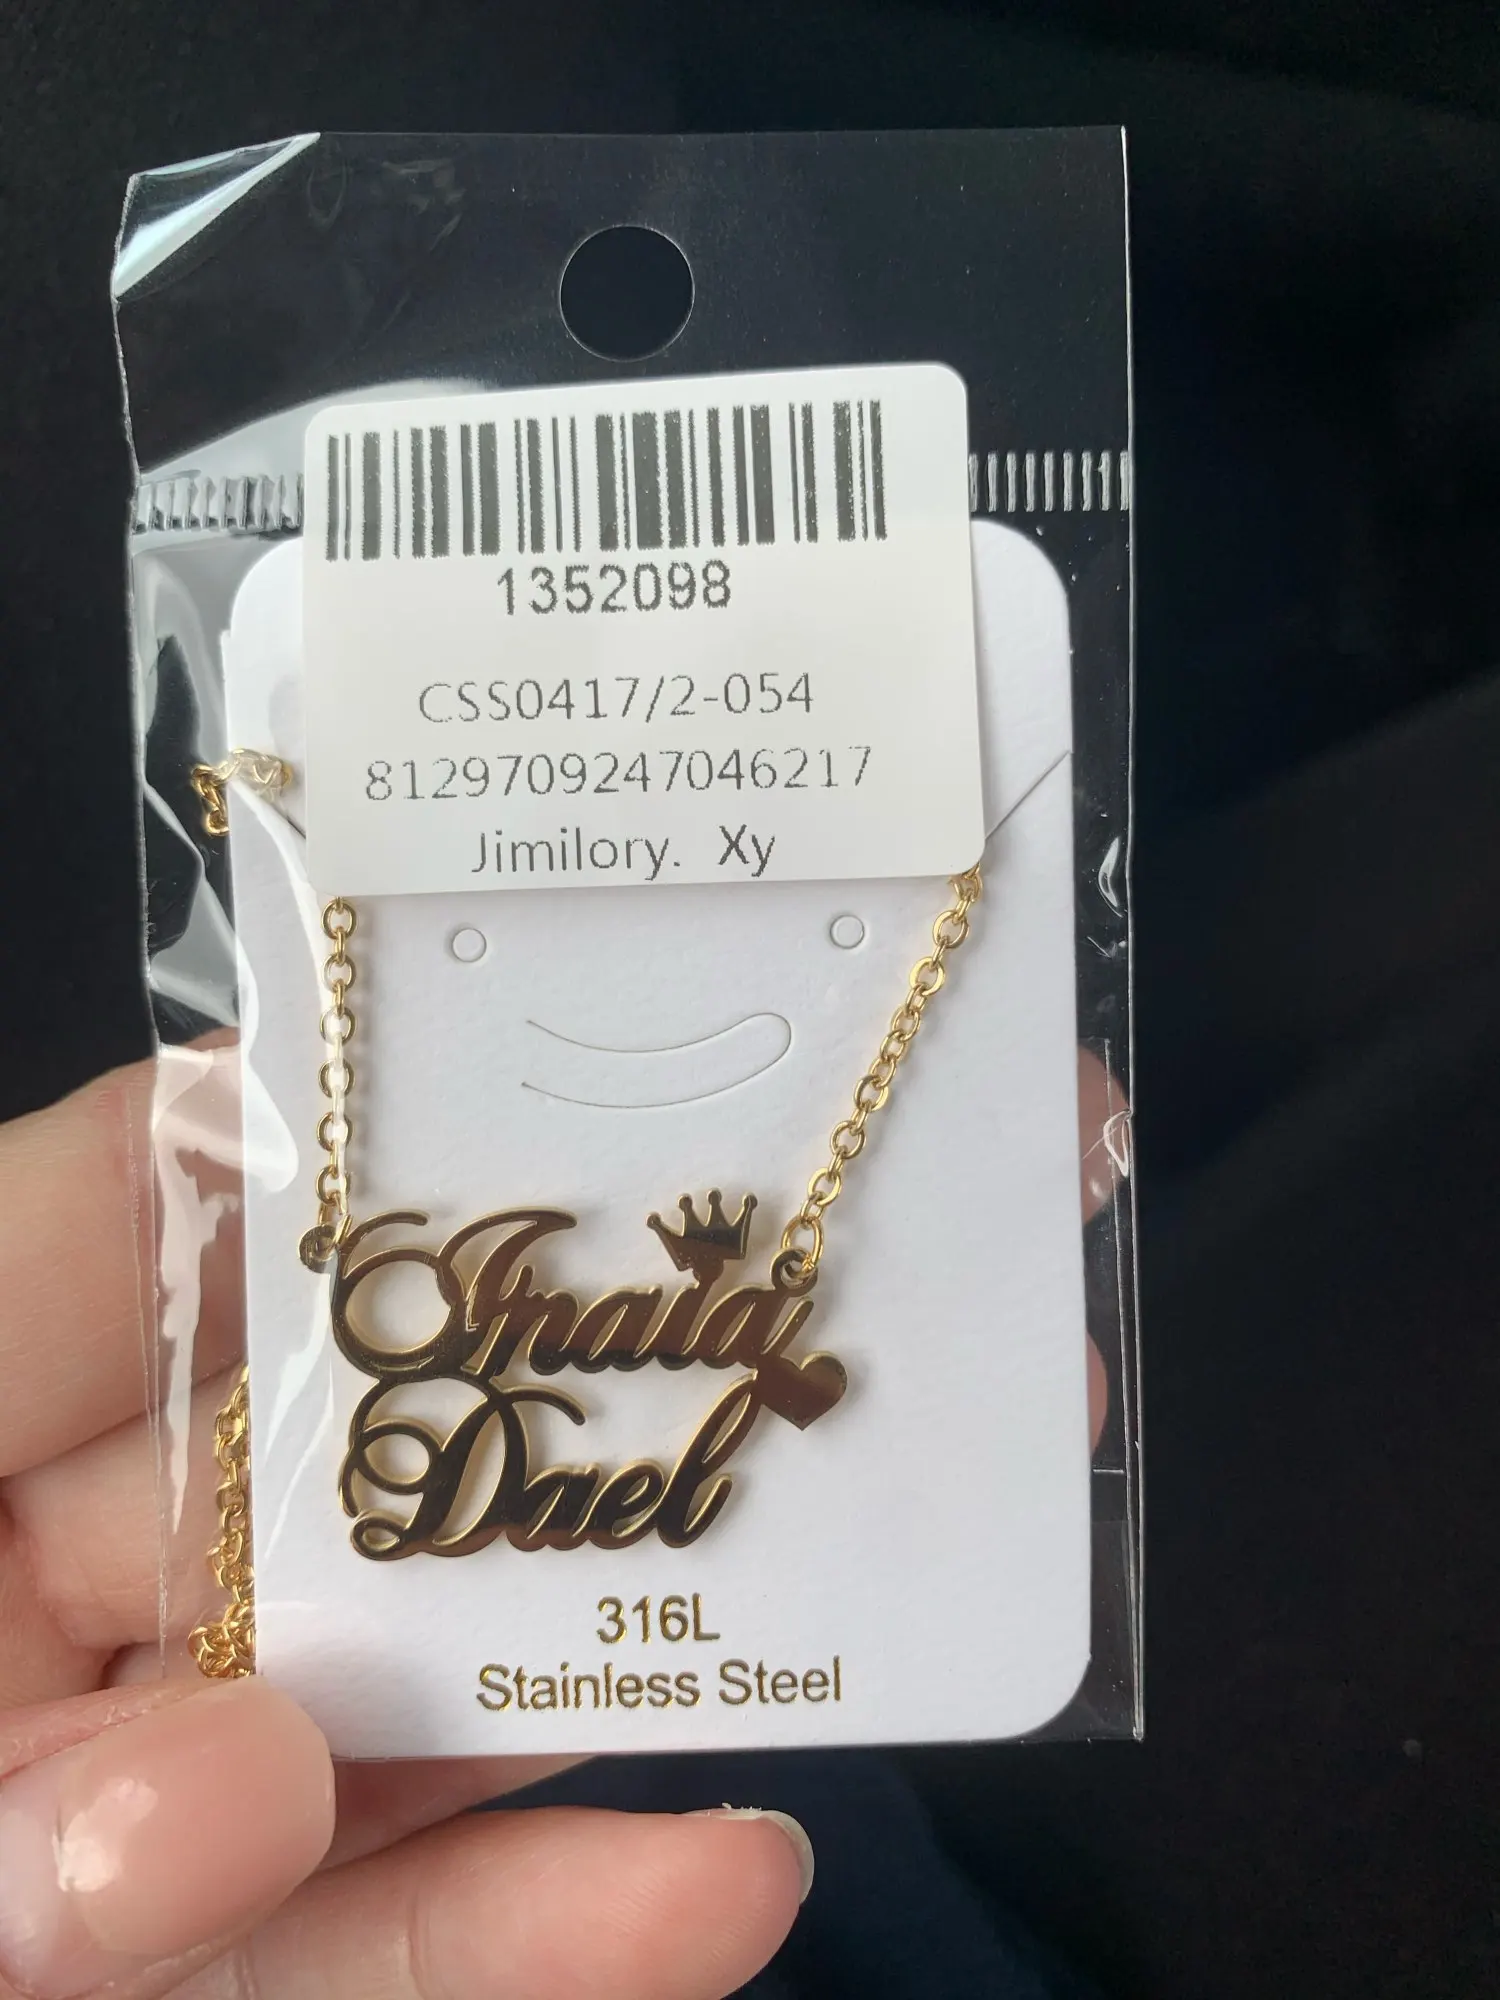 1352098
CSS0417/2-054
8129709247046217
Jimilory. Xy
Inaia
Dael
316L
Stainless Steel